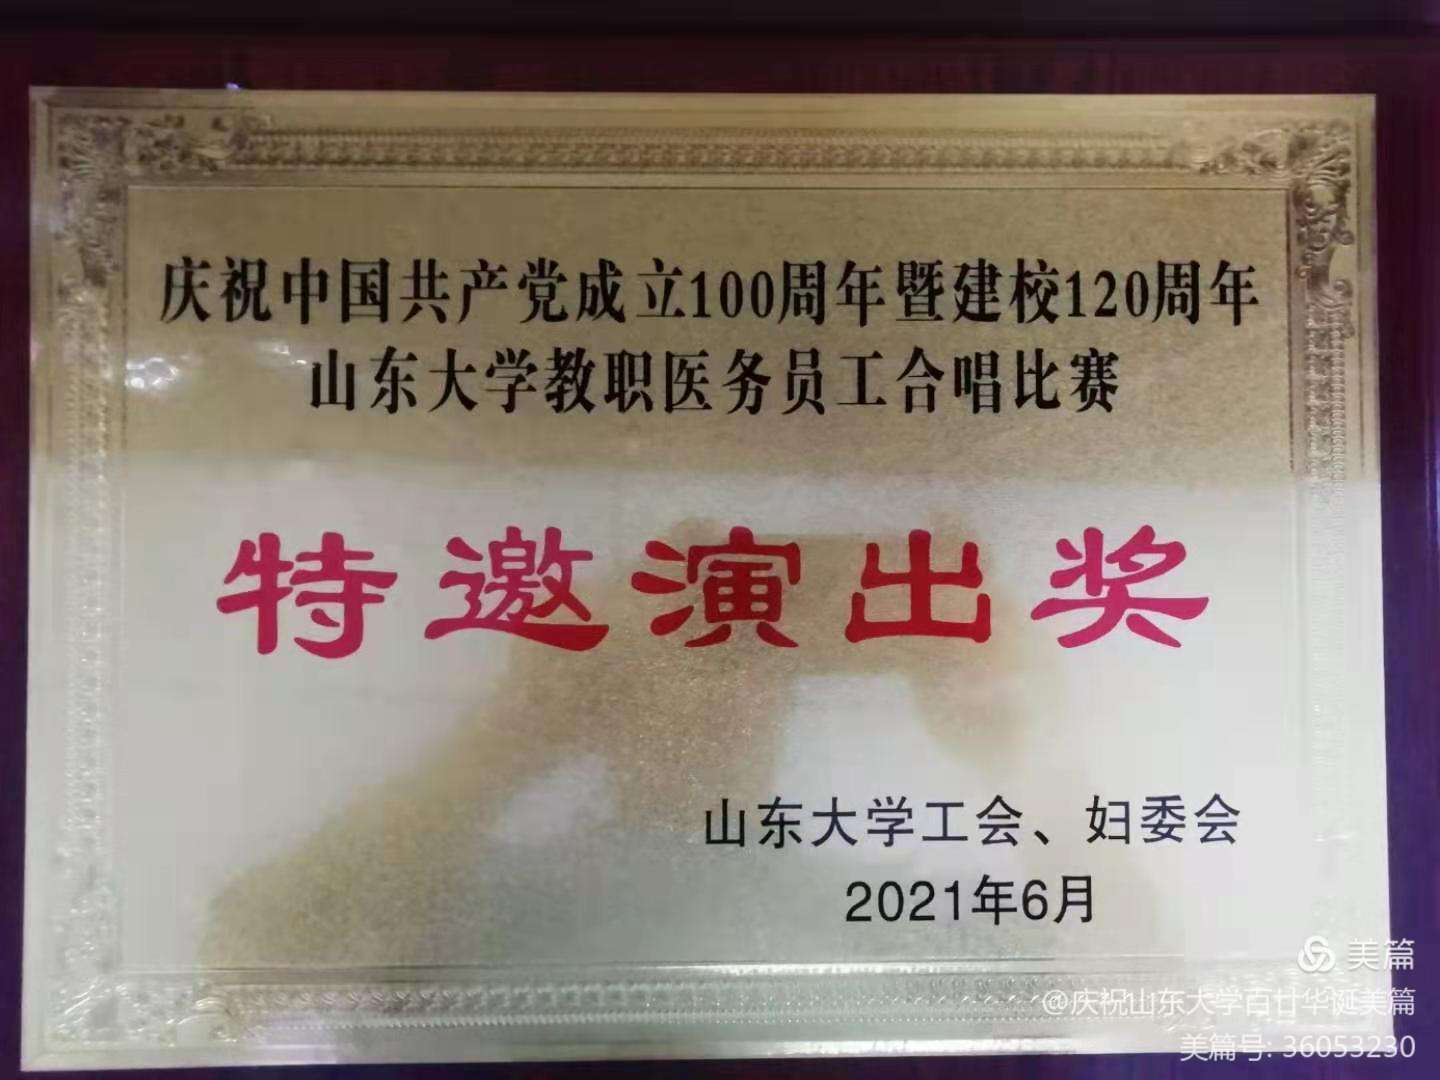 庆祝中国共产党成立100周年暨建校120周年
山东大学教职医务员工合唱比赛
特邀演出奖
山东大学工会、妇委会
2021年6月
美篇
@庆祝山东大学百廿华诞美篇
美篇号: 36053230